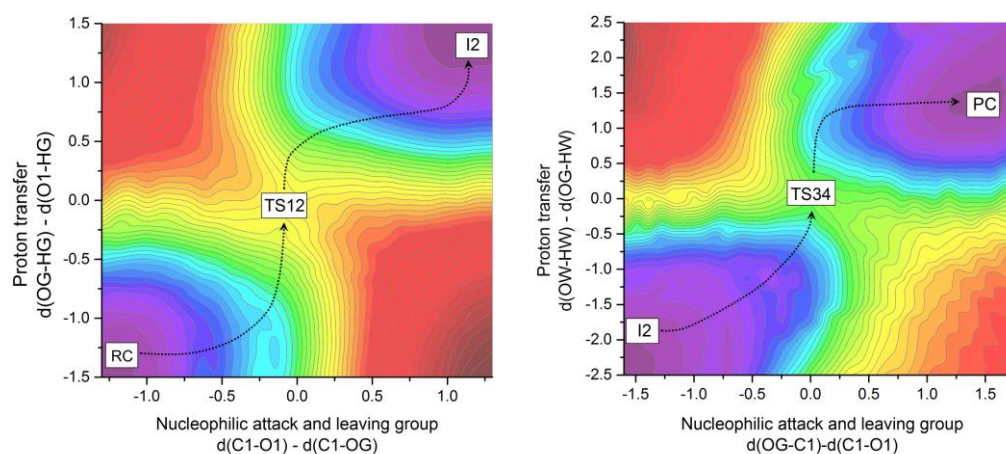 1.5
1.0
0.5
0.0
-0.5
-1.0
-1.5
Proton transfer
d(OG-HG) - d(O1-HG)
I2
TS12
RC
-1.0 -0.5 0.0 0.5 1.0
Nucleophilic attack and leaving group
d(C1-O1) - d(C1-OG)
2.5
2.0
1.5
1.0
0.5
0.0
-0.5
-1.0
-1.5
-2.0
-2.5
Proton transfer
d(OW-HW) - d(OG-HW)
PC
TS34
I2
-1.5 -1.0 -0.5 0.0 0.5 1.0 1.5
Nucleophilic attack and leaving group
d(OG-C1)-d(C1-O1)